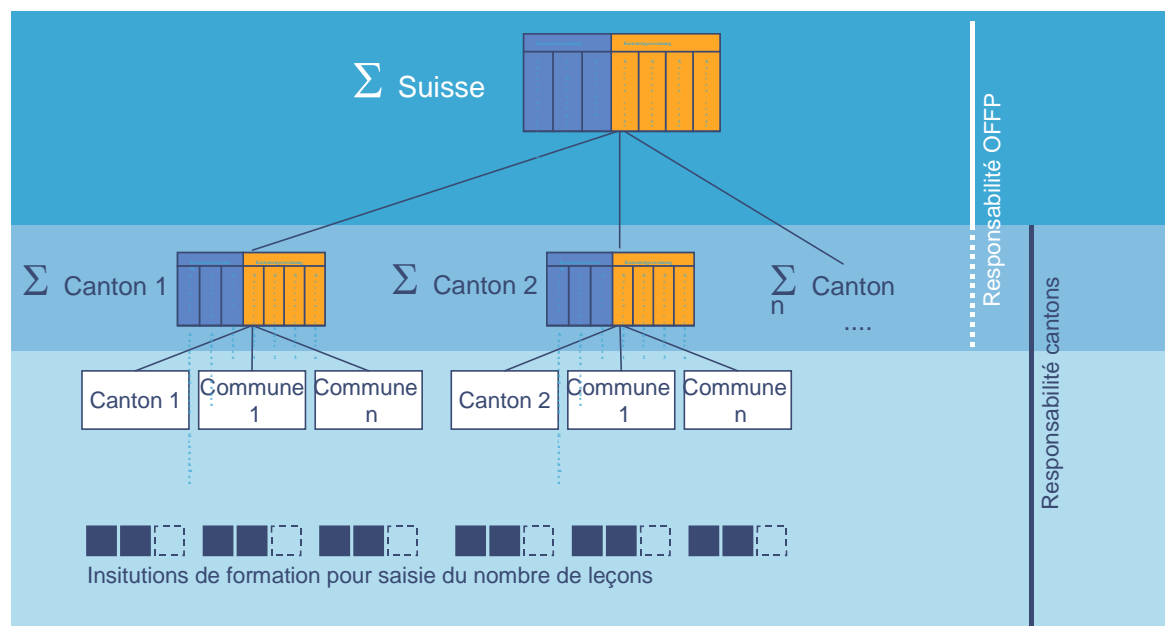 Σ Suisse
Responsabilité OFFP
Σ Canton 1
Σ Canton 2
Σ Canton
n
....
Responsabilité cantons
Canton 1
Commune
1
Commune
n
Canton 2
Commune
1
Commune
n
Insitutions de formation pour saisie du nombre de leçons